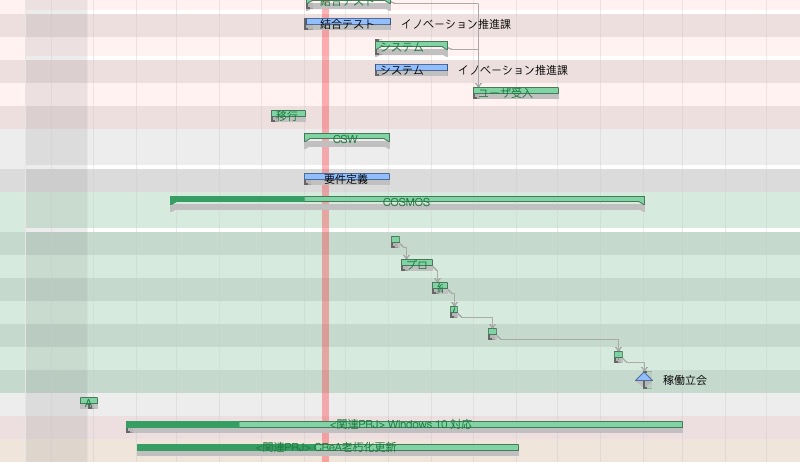 結合テスト
結合テスト イノベーション推進課
システム
システム イノベーション推進課
ユーザ受入
移行
CSW
要件定義
COSMOS
プロ
稼働立会
A
<関連PRJ> Windows 10 対応
<関連PRJ> CReA老朽化更新